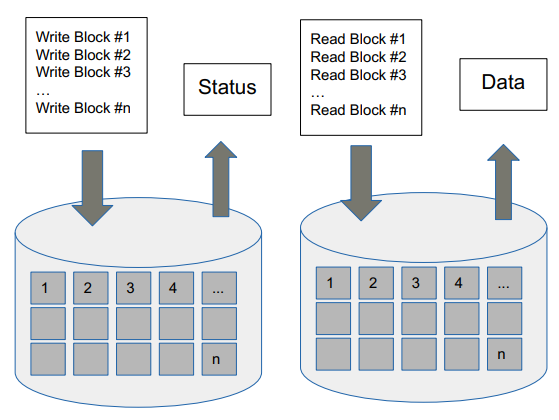 Write Block #1
Write Block #2
Write Block #3
…
Write Block #n
Status
Read Block #1
Read Block #2
Read Block #3
…
Read Block #n
Data
1 2 3 4 ...
n
1 2 3 4 ...
n